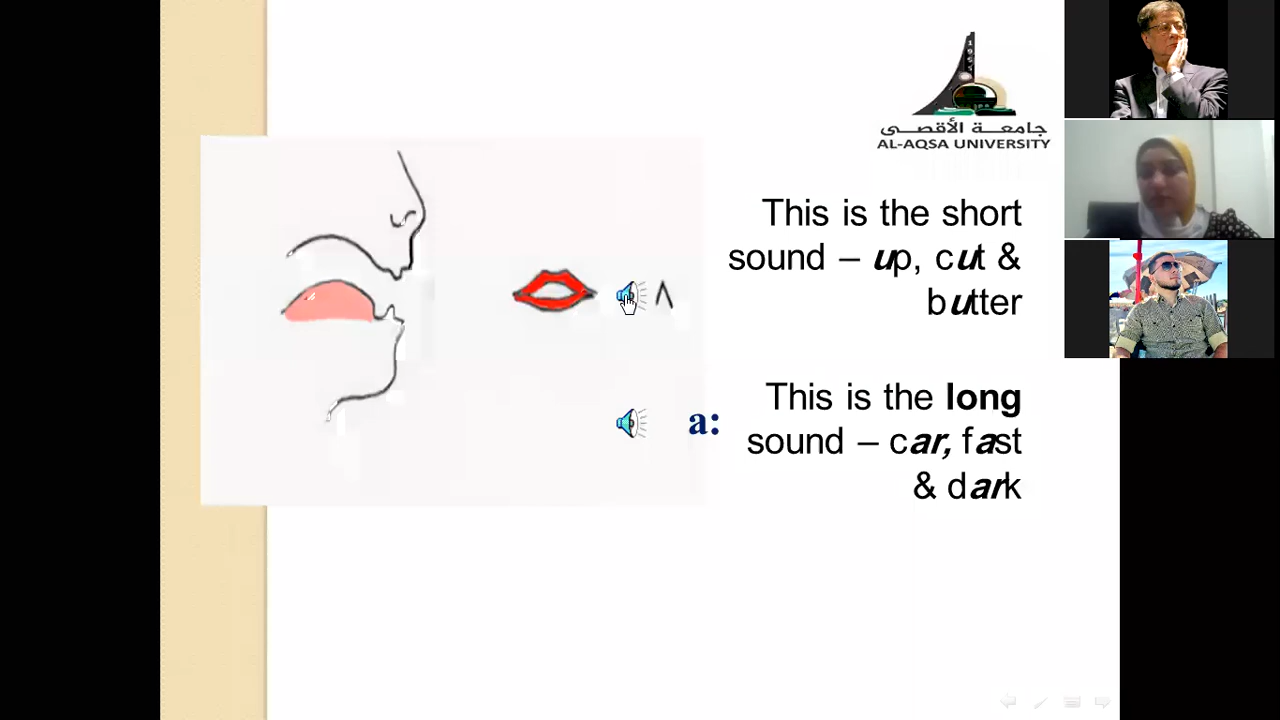 1955
جامعة الأقصى
AL-AQSA UNIVERSITY
This is the short
sound – up, cut &
butter
ʌ
This is the long
sound – car, fast
& dark
a: